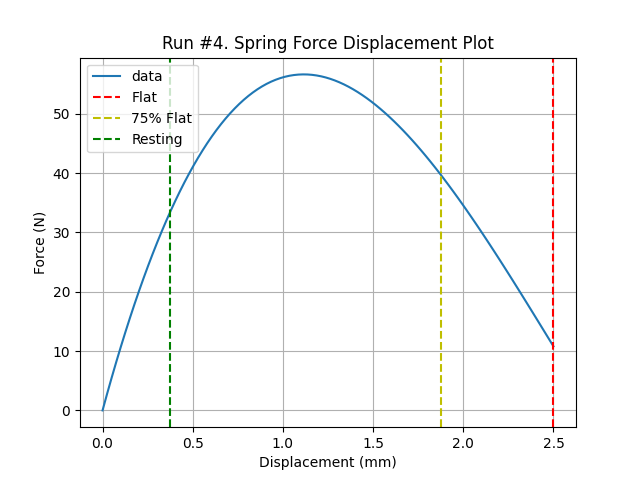 Run #4. Spring Force Displacement Plot
data
Flat
75% Flat
Resting
Force (N)
50
40
30
20
10
0
0.0 0.5 1.0 1.5 2.0 2.5
Displacement (mm)